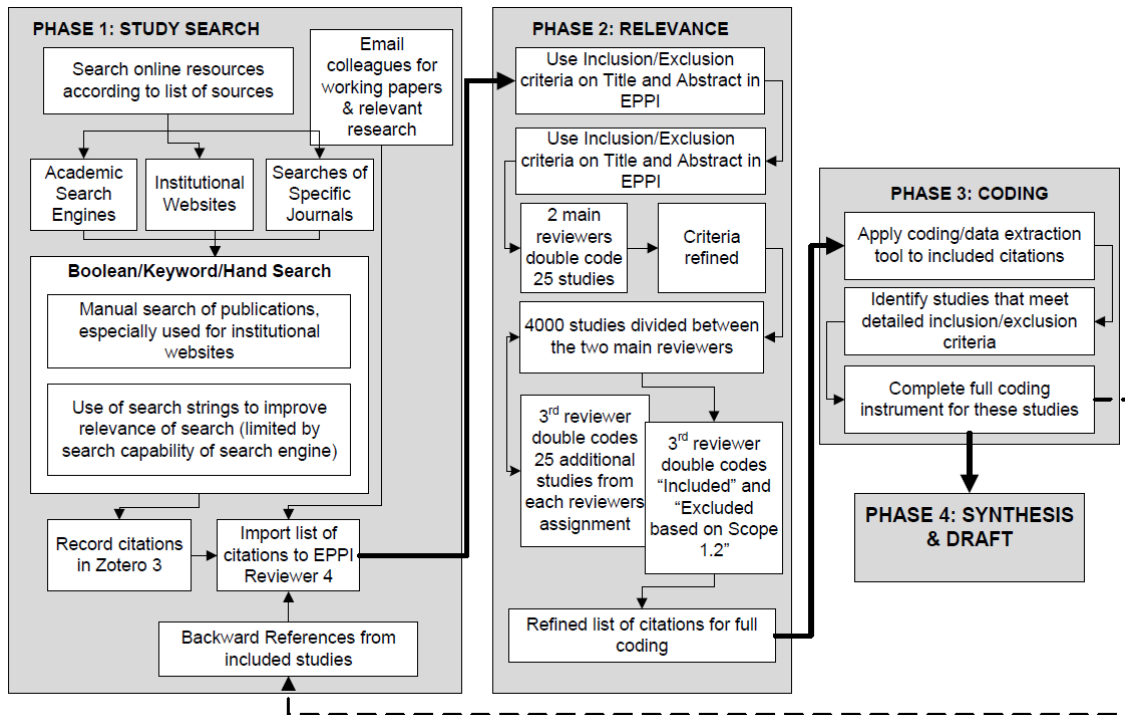 PHASE 1: STUDY SEARCH
Search online resources
according to list of sources
Email
colleagues for
working papers
& relevant
research
Academic
Search
Engines
Institutional
Websites
Searches of
Specific
Journals
Boolean/Keyword/Hand Search
Manual search of publications,
especially used for institutional
websites
Use of search strings to improve
relevance of search (limited by
search capability of search engine)
Record citations
in Zotero 3
Import list of
citations to EPPI
Reviewer 4
Backward References from
included studies
PHASE 2: RELEVANCE
Use Inclusion/Exclusion
criteria on Title and Abstract in
EPPI
Use Inclusion/Exclusion
criteria on Title and Abstract in
EPPI
2 main
reviewers
double code
25 studies
Criteria
refined
4000 studies divided between
the two main reviewers
3rd reviewer
double codes
25 additional
studies from
each reviewers
assignment
3rd reviewer
double codes
“Included” and
“Excluded
based on Scope
1.2”
Refined list of citations for full
coding
PHASE 3: CODING
Apply coding/data extraction
tool to included citations
Identify studies that meet
detailed inclusion/exclusion
criteria
Complete full coding
instrument for these studies
PHASE 4: SYNTHESIS
& DRAFT